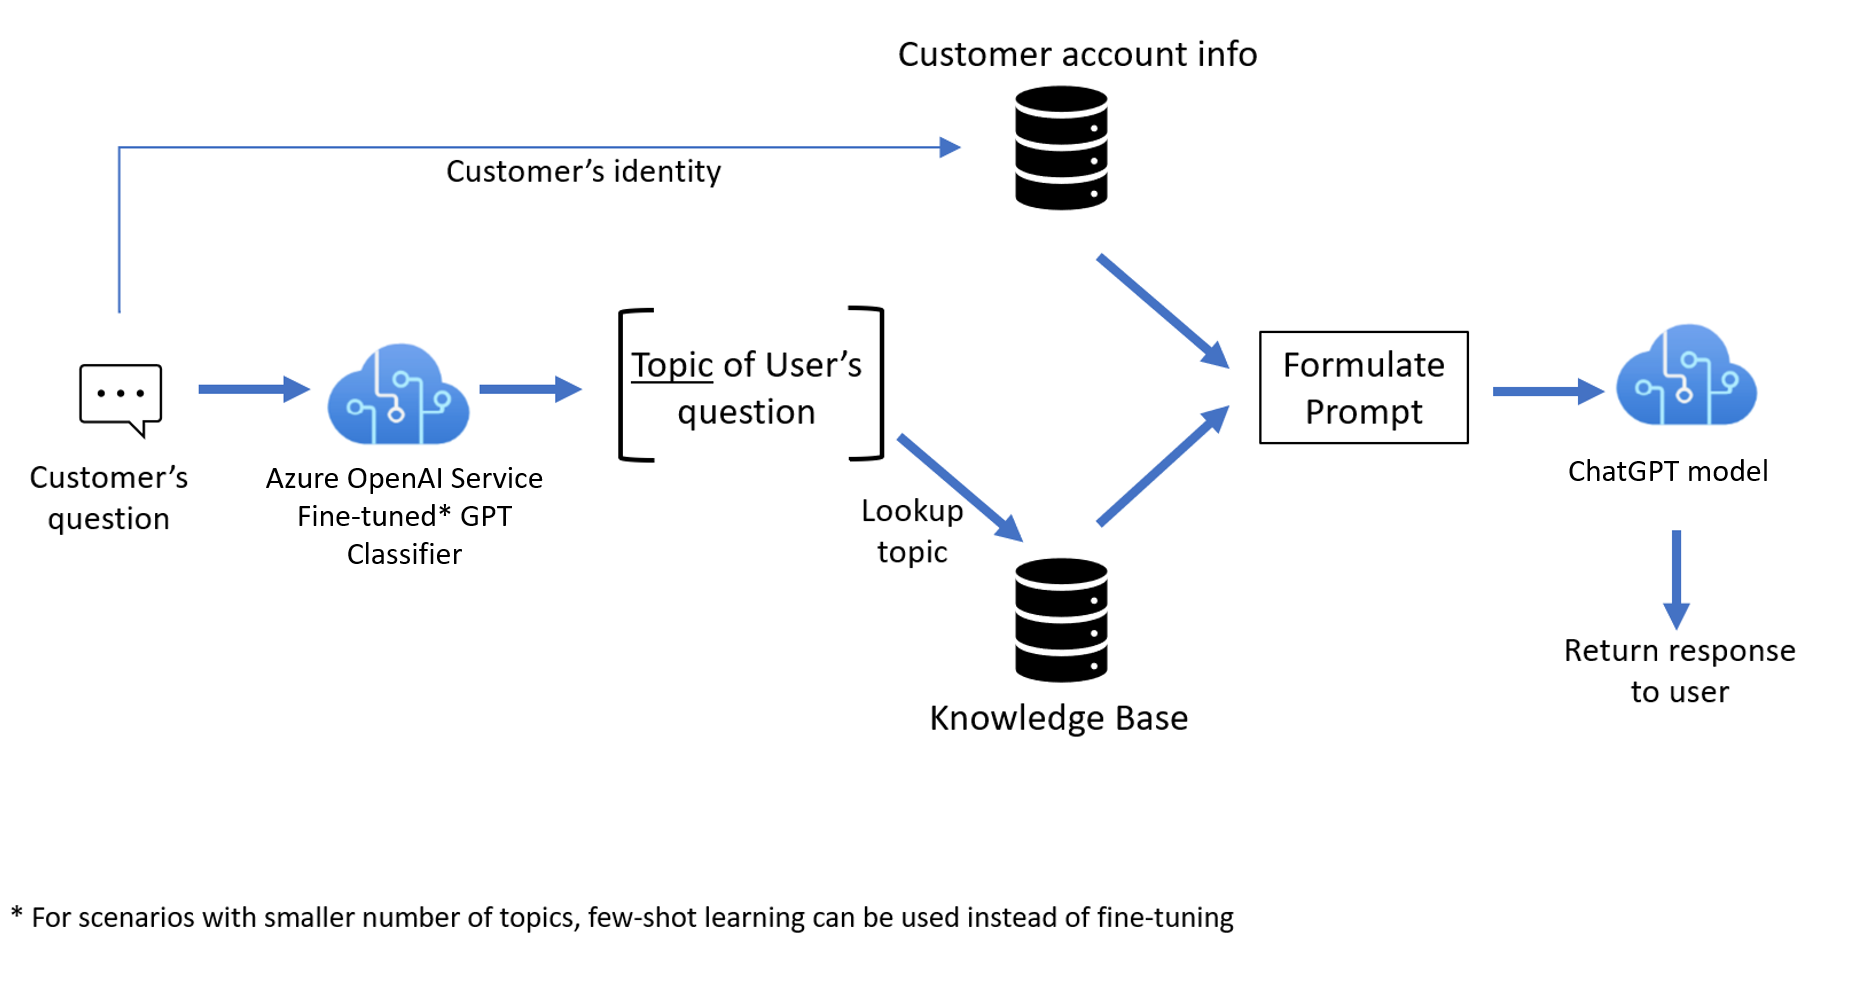 Customer account info
Customer’s identity
Topic of User’s
question
Formulate
Prompt
Customer’s
question
Azure OpenAI Service
Fine-tuned* GPT
Classifier
Lookup
topic
ChatGPT model
Return response
to user
Knowledge Base
* For scenarios with smaller number of topics, few-shot learning can be used instead of fine-tuning